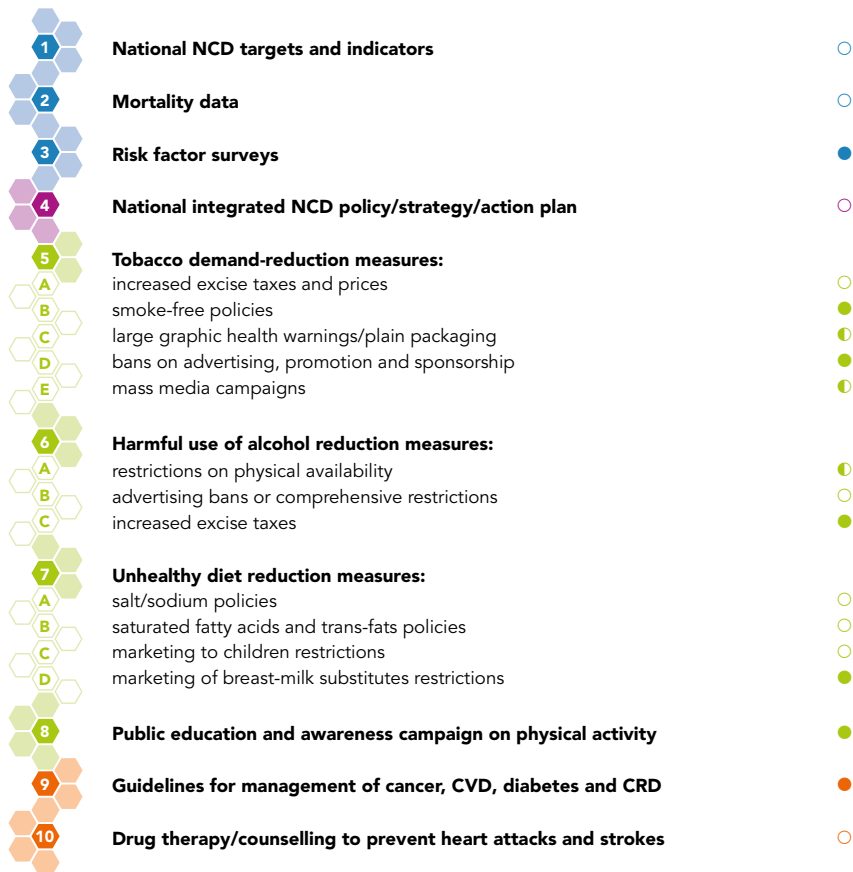 1 National NCD targets and indicators
2 Mortality data
3 Risk factor surveys
4 National integrated NCD policy/strategy/action plan
5 Tobacco demand-reduction measures:
A increased excise taxes and prices
B smoke-free policies
C large graphic health warnings/plain packaging
D bans on advertising, promotion and sponsorship
E mass media campaigns
6 Harmful use of alcohol reduction measures:
A restrictions on physical availability
B advertising bans or comprehensive restrictions
C increased excise taxes
7 Unhealthy diet reduction measures:
A salt/sodium policies
B saturated fatty acids and trans-fats policies
C marketing to children restrictions
D marketing of breast-milk substitutes restrictions
8 Public education and awareness campaign on physical activity
9 Guidelines for management of cancer, CVD, diabetes and CRD
10 Drug therapy/counselling to prevent heart attacks and strokes